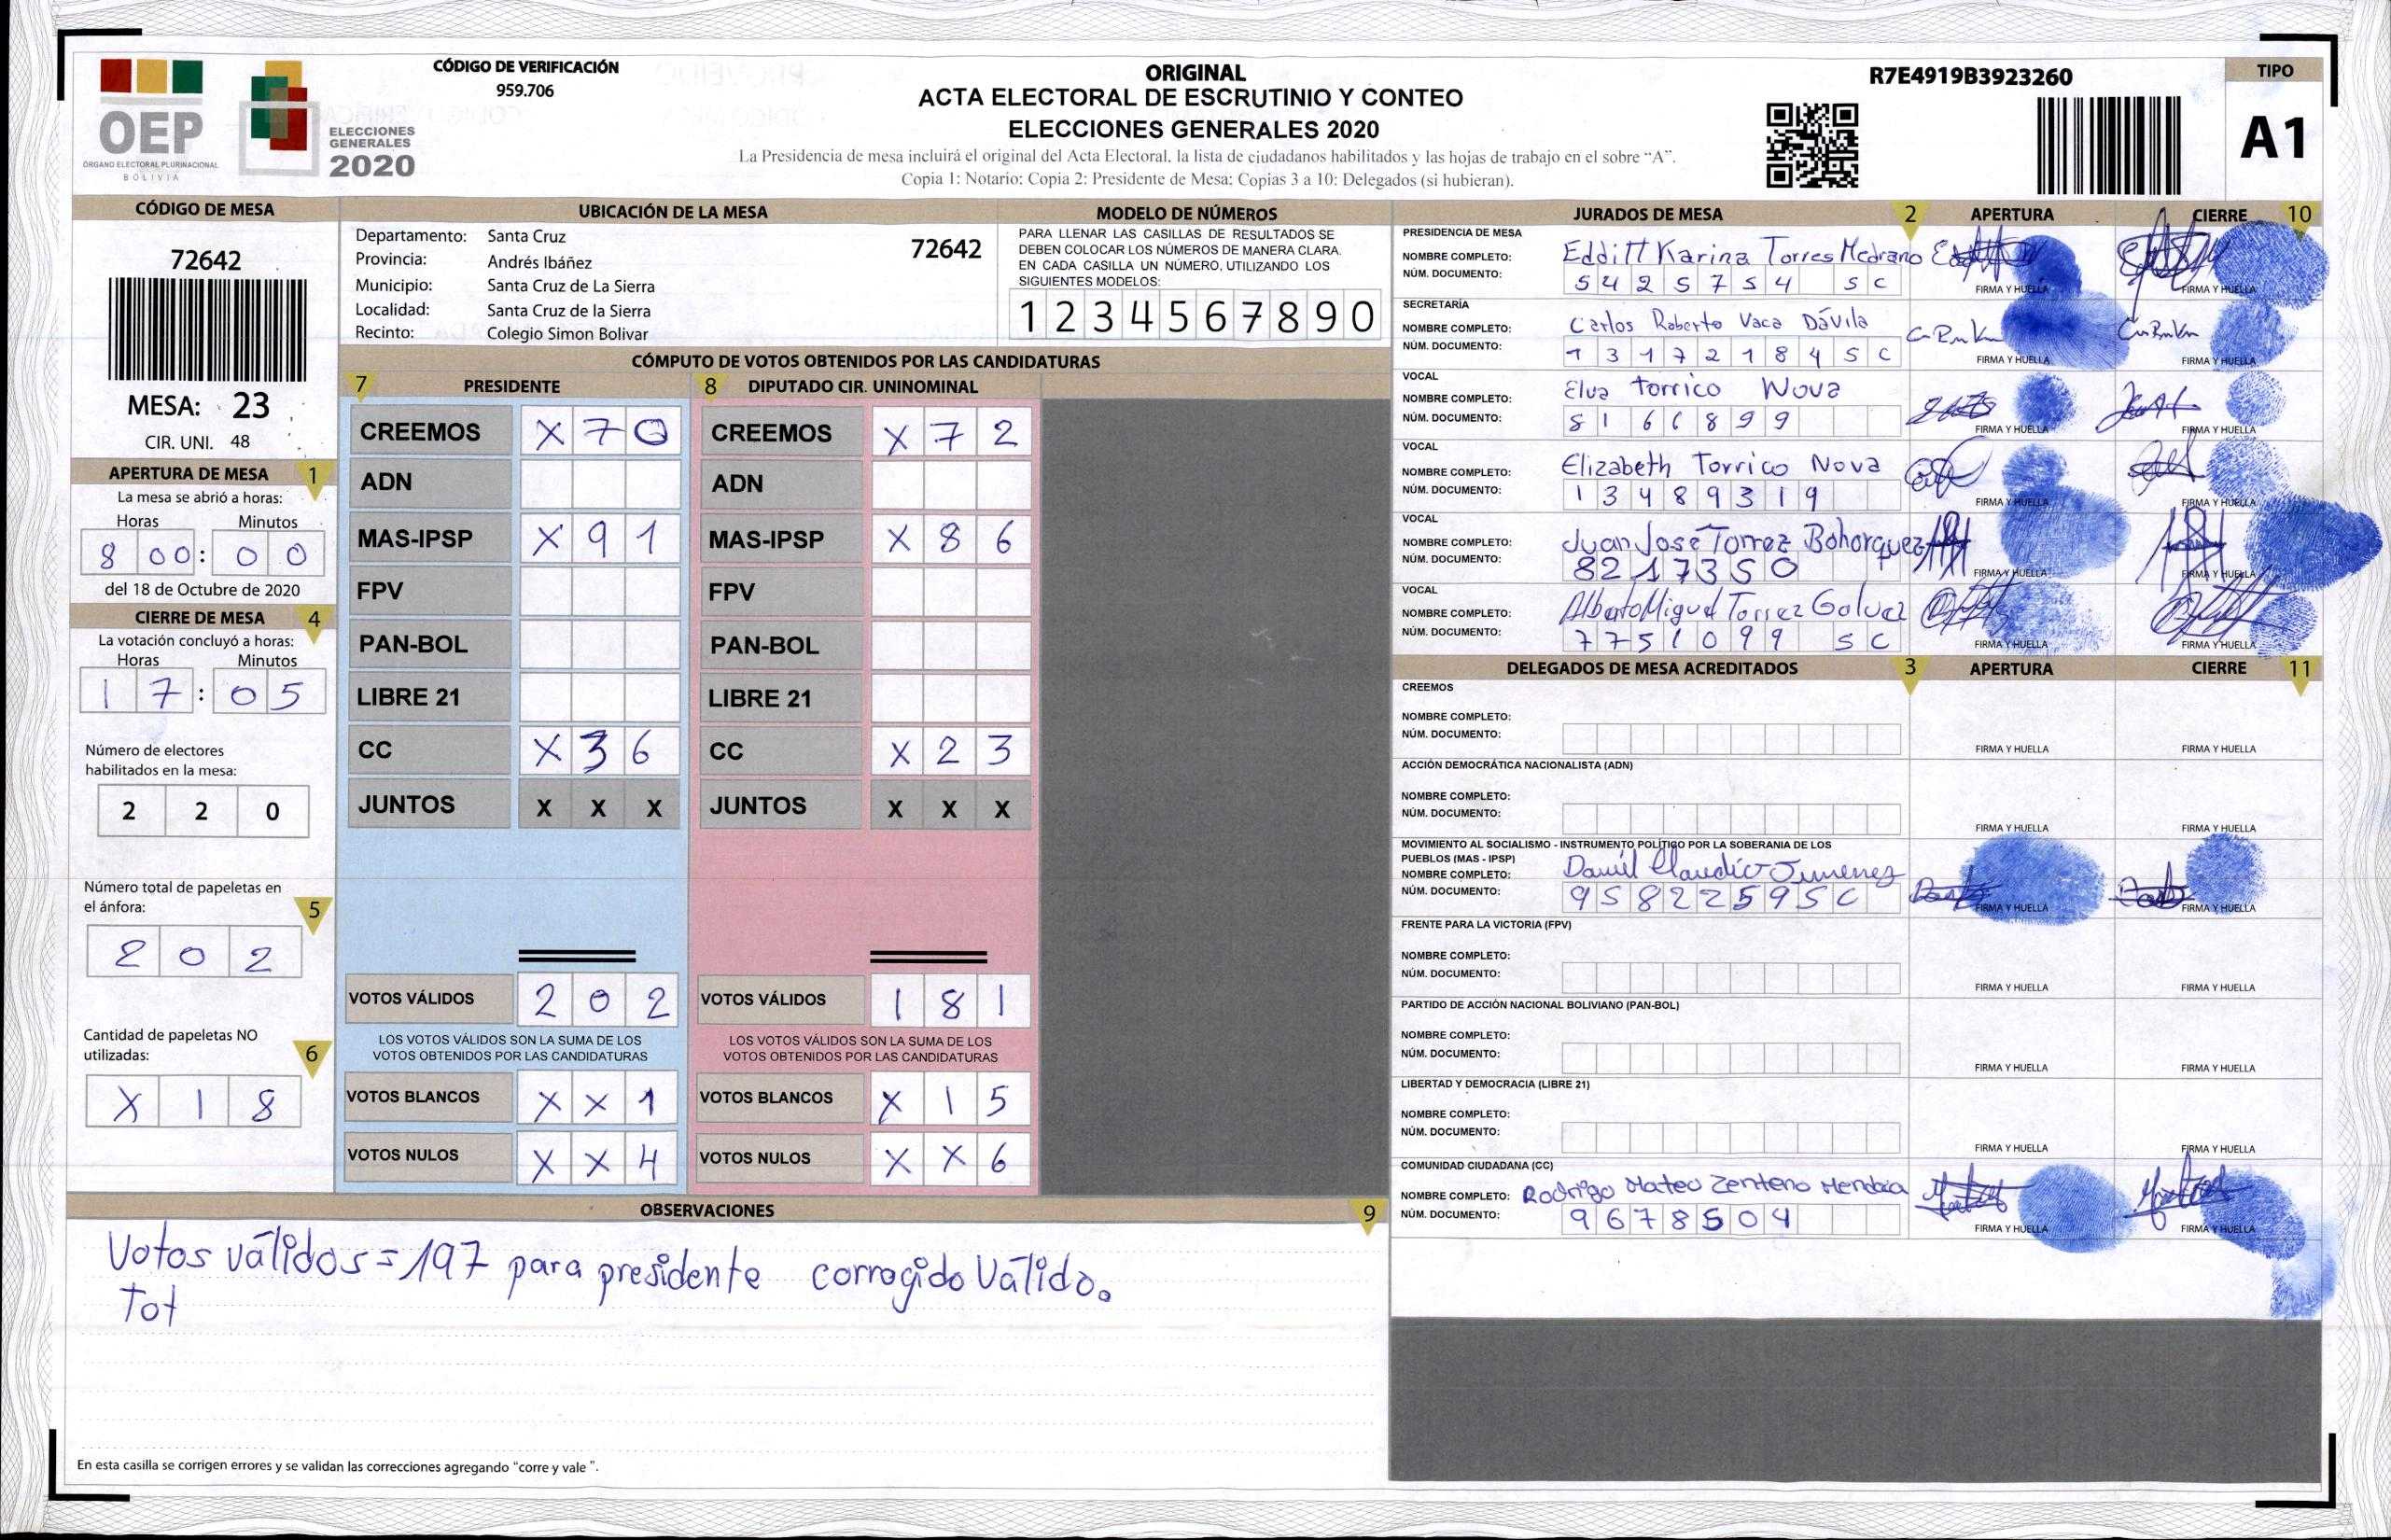 CÓDIGO DE VERIFICACIÓN
959.706
OEP
ÓRGANO ELECTORAL PLURINACIONAL
BOLIVIA
ELECCIONES
GENERALES
2020
ORIGINAL
ACTA ELECTORAL DE ESCRUTINIO Y CONTEO
ELECCIONES GENERALES 2020
La Presidencia de mesa incluirá el original del Acta Electoral, la lista de ciudadanos habilitados y las hojas de trabajo en el sobre “A”.
Copia 1: Notario; Copia 2: Presidente de Mesa; Copias 3 a 10: Delegados (si hubieran).
R7E4919B3923260
TIPO
A1
CÓDIGO DE MESA
72642
MESA: 23
CIR. UNI. 48
APERTURA DE MESA 1
La mesa se abrió a horas:
Horas Minutos
8 00 : 0 0
del 18 de Octubre de 2020
CIERRE DE MESA 4
La votación concluyó a horas:
Horas Minutos
1 7 : 0 5
Número de electores
habilitados en la mesa:
2 2 0
Número total de papeletas en
el ánfora: 5
2 0 2
Cantidad de papeletas NO
utilizadas: 6
X 1 8
UBICACIÓN DE LA MESA
Departamento: Santa Cruz 72642
Provincia: Andrés Ibáñez
Municipio: Santa Cruz de La Sierra
Localidad: Santa Cruz de la Sierra
Recinto: Colegio Simon Bolivar
MODELO DE NÚMEROS
PARA LLENAR LAS CASILLAS DE RESULTADOS SE
DEBEN COLOCAR LOS NÚMEROS DE MANERA CLARA.
EN CADA CASILLA UN NÚMERO, UTILIZANDO LOS
SIGUIENTES MODELOS:
1 2 3 4 5 6 7 8 9 0
CÓMPUTO DE VOTOS OBTENIDOS POR LAS CANDIDATURAS
7 PRESIDENTE
CREEMOS X 7 0
ADN
MAS-IPSP X 9 1
FPV
PAN-BOL
LIBRE 21
CC X 3 6
JUNTOS X X X
VOTOS VÁLIDOS 2 0 2
LOS VOTOS VÁLIDOS SON LA SUMA DE LOS
VOTOS OBTENIDOS POR LAS CANDIDATURAS
VOTOS BLANCOS X X 1
VOTOS NULOS X X 4
8 DIPUTADO CIR. UNINOMINAL
CREEMOS X 7 2
ADN
MAS-IPSP X 8 6
FPV
PAN-BOL
LIBRE 21
CC X 2 3
JUNTOS X X X
VOTOS VÁLIDOS 1 8 1
LOS VOTOS VÁLIDOS SON LA SUMA DE LOS
VOTOS OBTENIDOS POR LAS CANDIDATURAS
VOTOS BLANCOS X 1 5
VOTOS NULOS X X 6
OBSERVACIONES 9
Votos válidos = 197 para presidente corregido Válido.
Tot
En esta casilla se corrigen errores y se validan las correcciones agregando “corre y vale ”.
JURADOS DE MESA 2 APERTURA CIERRE 10
PRESIDENCIA DE MESA
NOMBRE COMPLETO: Edditt Karina Torres Medrano
NÚM. DOCUMENTO: 5 4 2 5 7 5 4 S C
FIRMA Y HUELLA FIRMA Y HUELLA
SECRETARÍA
NOMBRE COMPLETO: Carlos Roberto Vaca Dávila
NÚM. DOCUMENTO: 1 3 1 7 2 1 8 4 S C
FIRMA Y HUELLA FIRMA Y HUELLA
VOCAL
NOMBRE COMPLETO: Elva torrico Nova
NÚM. DOCUMENTO: 8 1 6 6 8 9 9
FIRMA Y HUELLA FIRMA Y HUELLA
VOCAL
NOMBRE COMPLETO: Elizabeth Torrico Nova
NÚM. DOCUMENTO: 1 3 4 8 9 3 1 9
FIRMA Y HUELLA FIRMA Y HUELLA
VOCAL
NOMBRE COMPLETO: Juan José Torrez Bohorquez
NÚM. DOCUMENTO: 8 2 1 7 3 5 0
FIRMA Y HUELLA FIRMA Y HUELLA
VOCAL
NOMBRE COMPLETO: Alberto Miguel Torrez Galvez
NÚM. DOCUMENTO: 7 7 5 1 0 9 9 S C
FIRMA Y HUELLA FIRMA Y HUELLA
DELEGADOS DE MESA ACREDITADOS 3 APERTURA CIERRE 11
CREEMOS
NOMBRE COMPLETO:
NÚM. DOCUMENTO:
FIRMA Y HUELLA FIRMA Y HUELLA
ACCIÓN DEMOCRÁTICA NACIONALISTA (ADN)
NOMBRE COMPLETO:
NÚM. DOCUMENTO:
FIRMA Y HUELLA FIRMA Y HUELLA
MOVIMIENTO AL SOCIALISMO - INSTRUMENTO POLÍTICO POR LA SOBERANIA DE LOS
PUEBLOS (MAS - IPSP)
NOMBRE COMPLETO: Daniel Claudio Jimenez
NÚM. DOCUMENTO: 9 5 8 2 2 5 9 S C
FIRMA Y HUELLA FIRMA Y HUELLA
FRENTE PARA LA VICTORIA (FPV)
NOMBRE COMPLETO:
NÚM. DOCUMENTO:
FIRMA Y HUELLA FIRMA Y HUELLA
PARTIDO DE ACCIÓN NACIONAL BOLIVIANO (PAN-BOL)
NOMBRE COMPLETO:
NÚM. DOCUMENTO:
FIRMA Y HUELLA FIRMA Y HUELLA
LIBERTAD Y DEMOCRACIA (LIBRE 21)
NOMBRE COMPLETO:
NÚM. DOCUMENTO:
FIRMA Y HUELLA FIRMA Y HUELLA
COMUNIDAD CIUDADANA (CC)
NOMBRE COMPLETO: Rodrigo Mateo Zenteno Mendoza
NÚM. DOCUMENTO: 9 6 7 8 5 0 4
FIRMA Y HUELLA FIRMA Y HUELLA